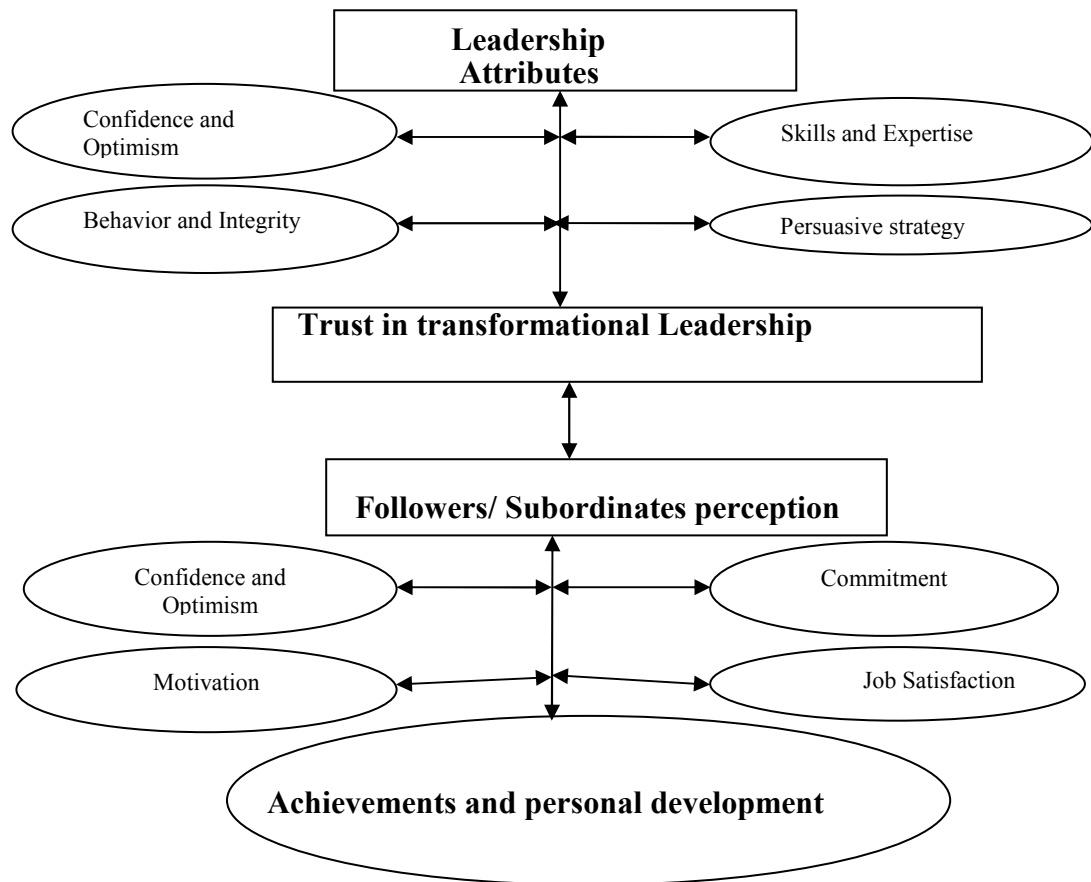 Leadership
Attributes
Confidence and
Optimism
Skills and Expertise
Behavior and Integrity
Persuasive strategy
Trust in transformational Leadership
Followers/ Subordinates perception
Confidence and
Optimism
Commitment
Motivation
Job Satisfaction
Achievements and personal development